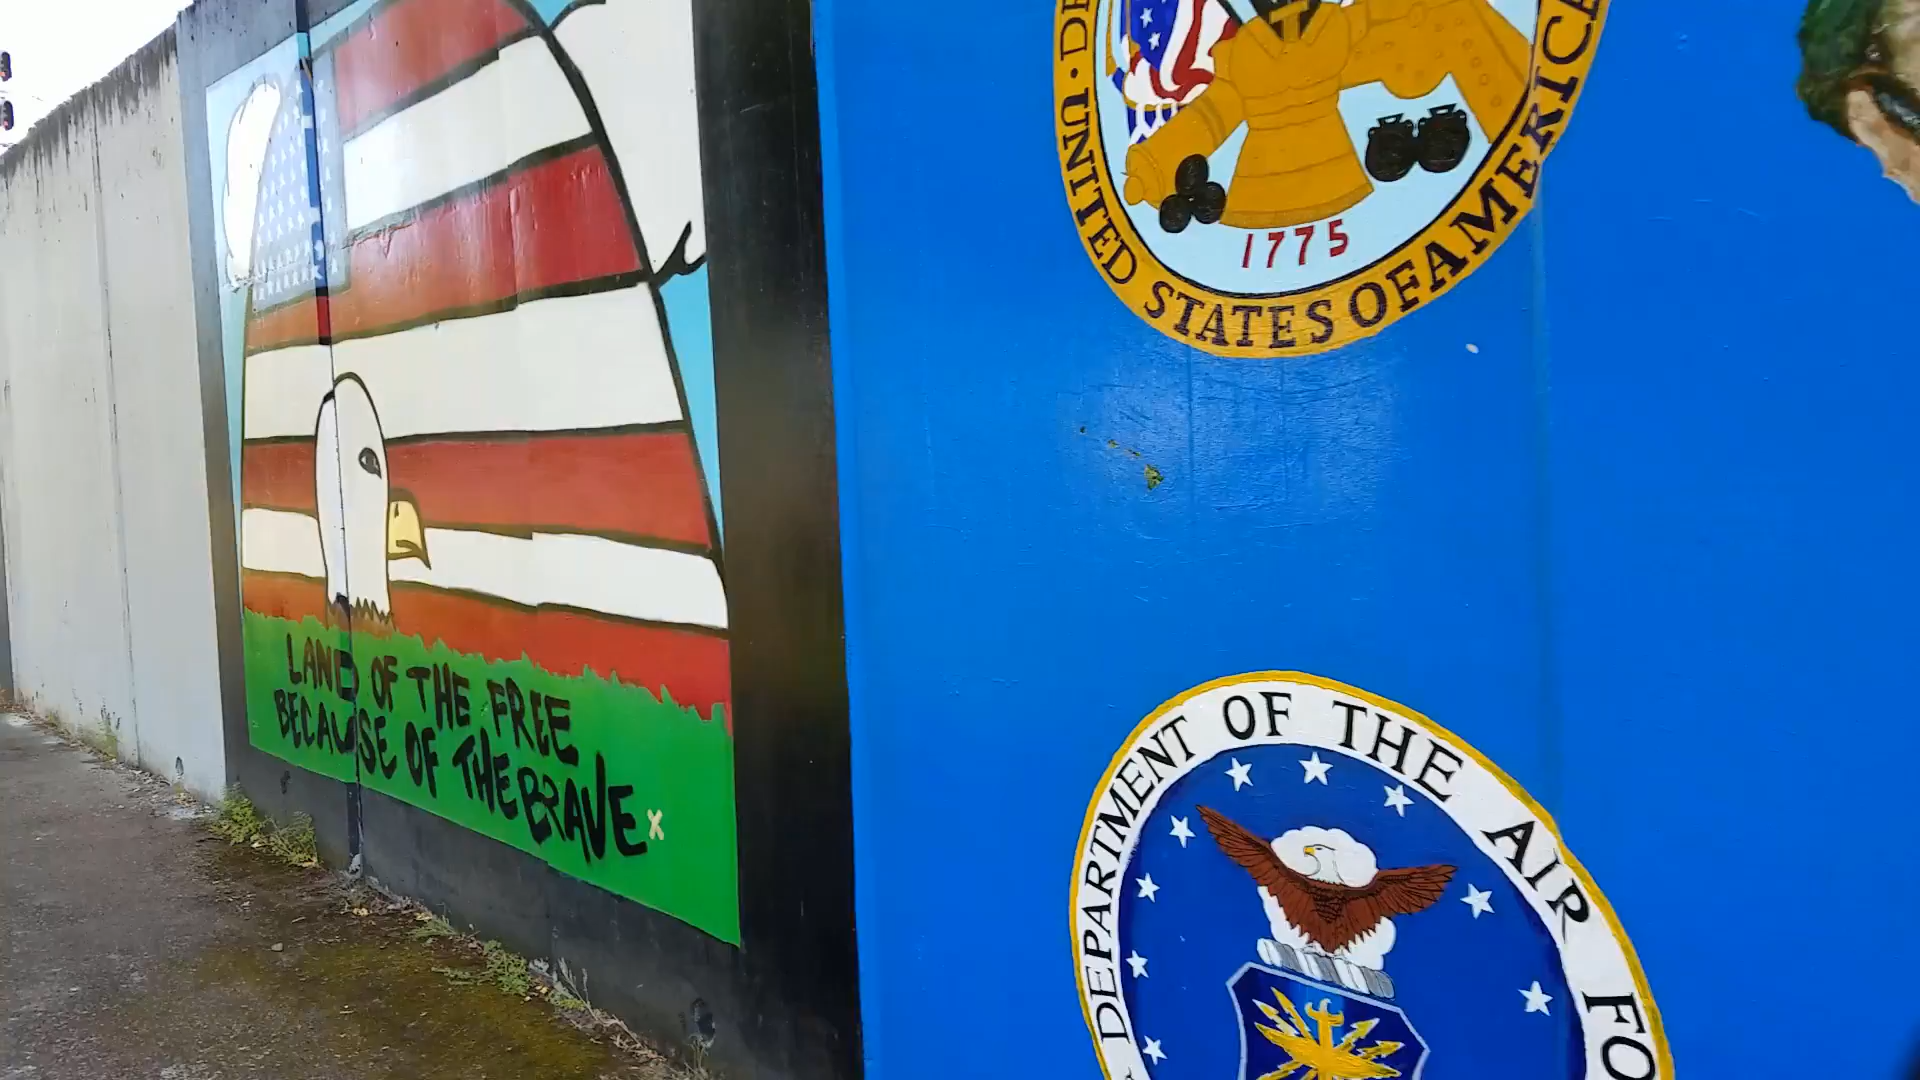 LAND OF THE FREE
BECAUSE OF THE BRAVE
UNITED STATES OF AMERICA
1775
DEPARTMENT OF THE AIR